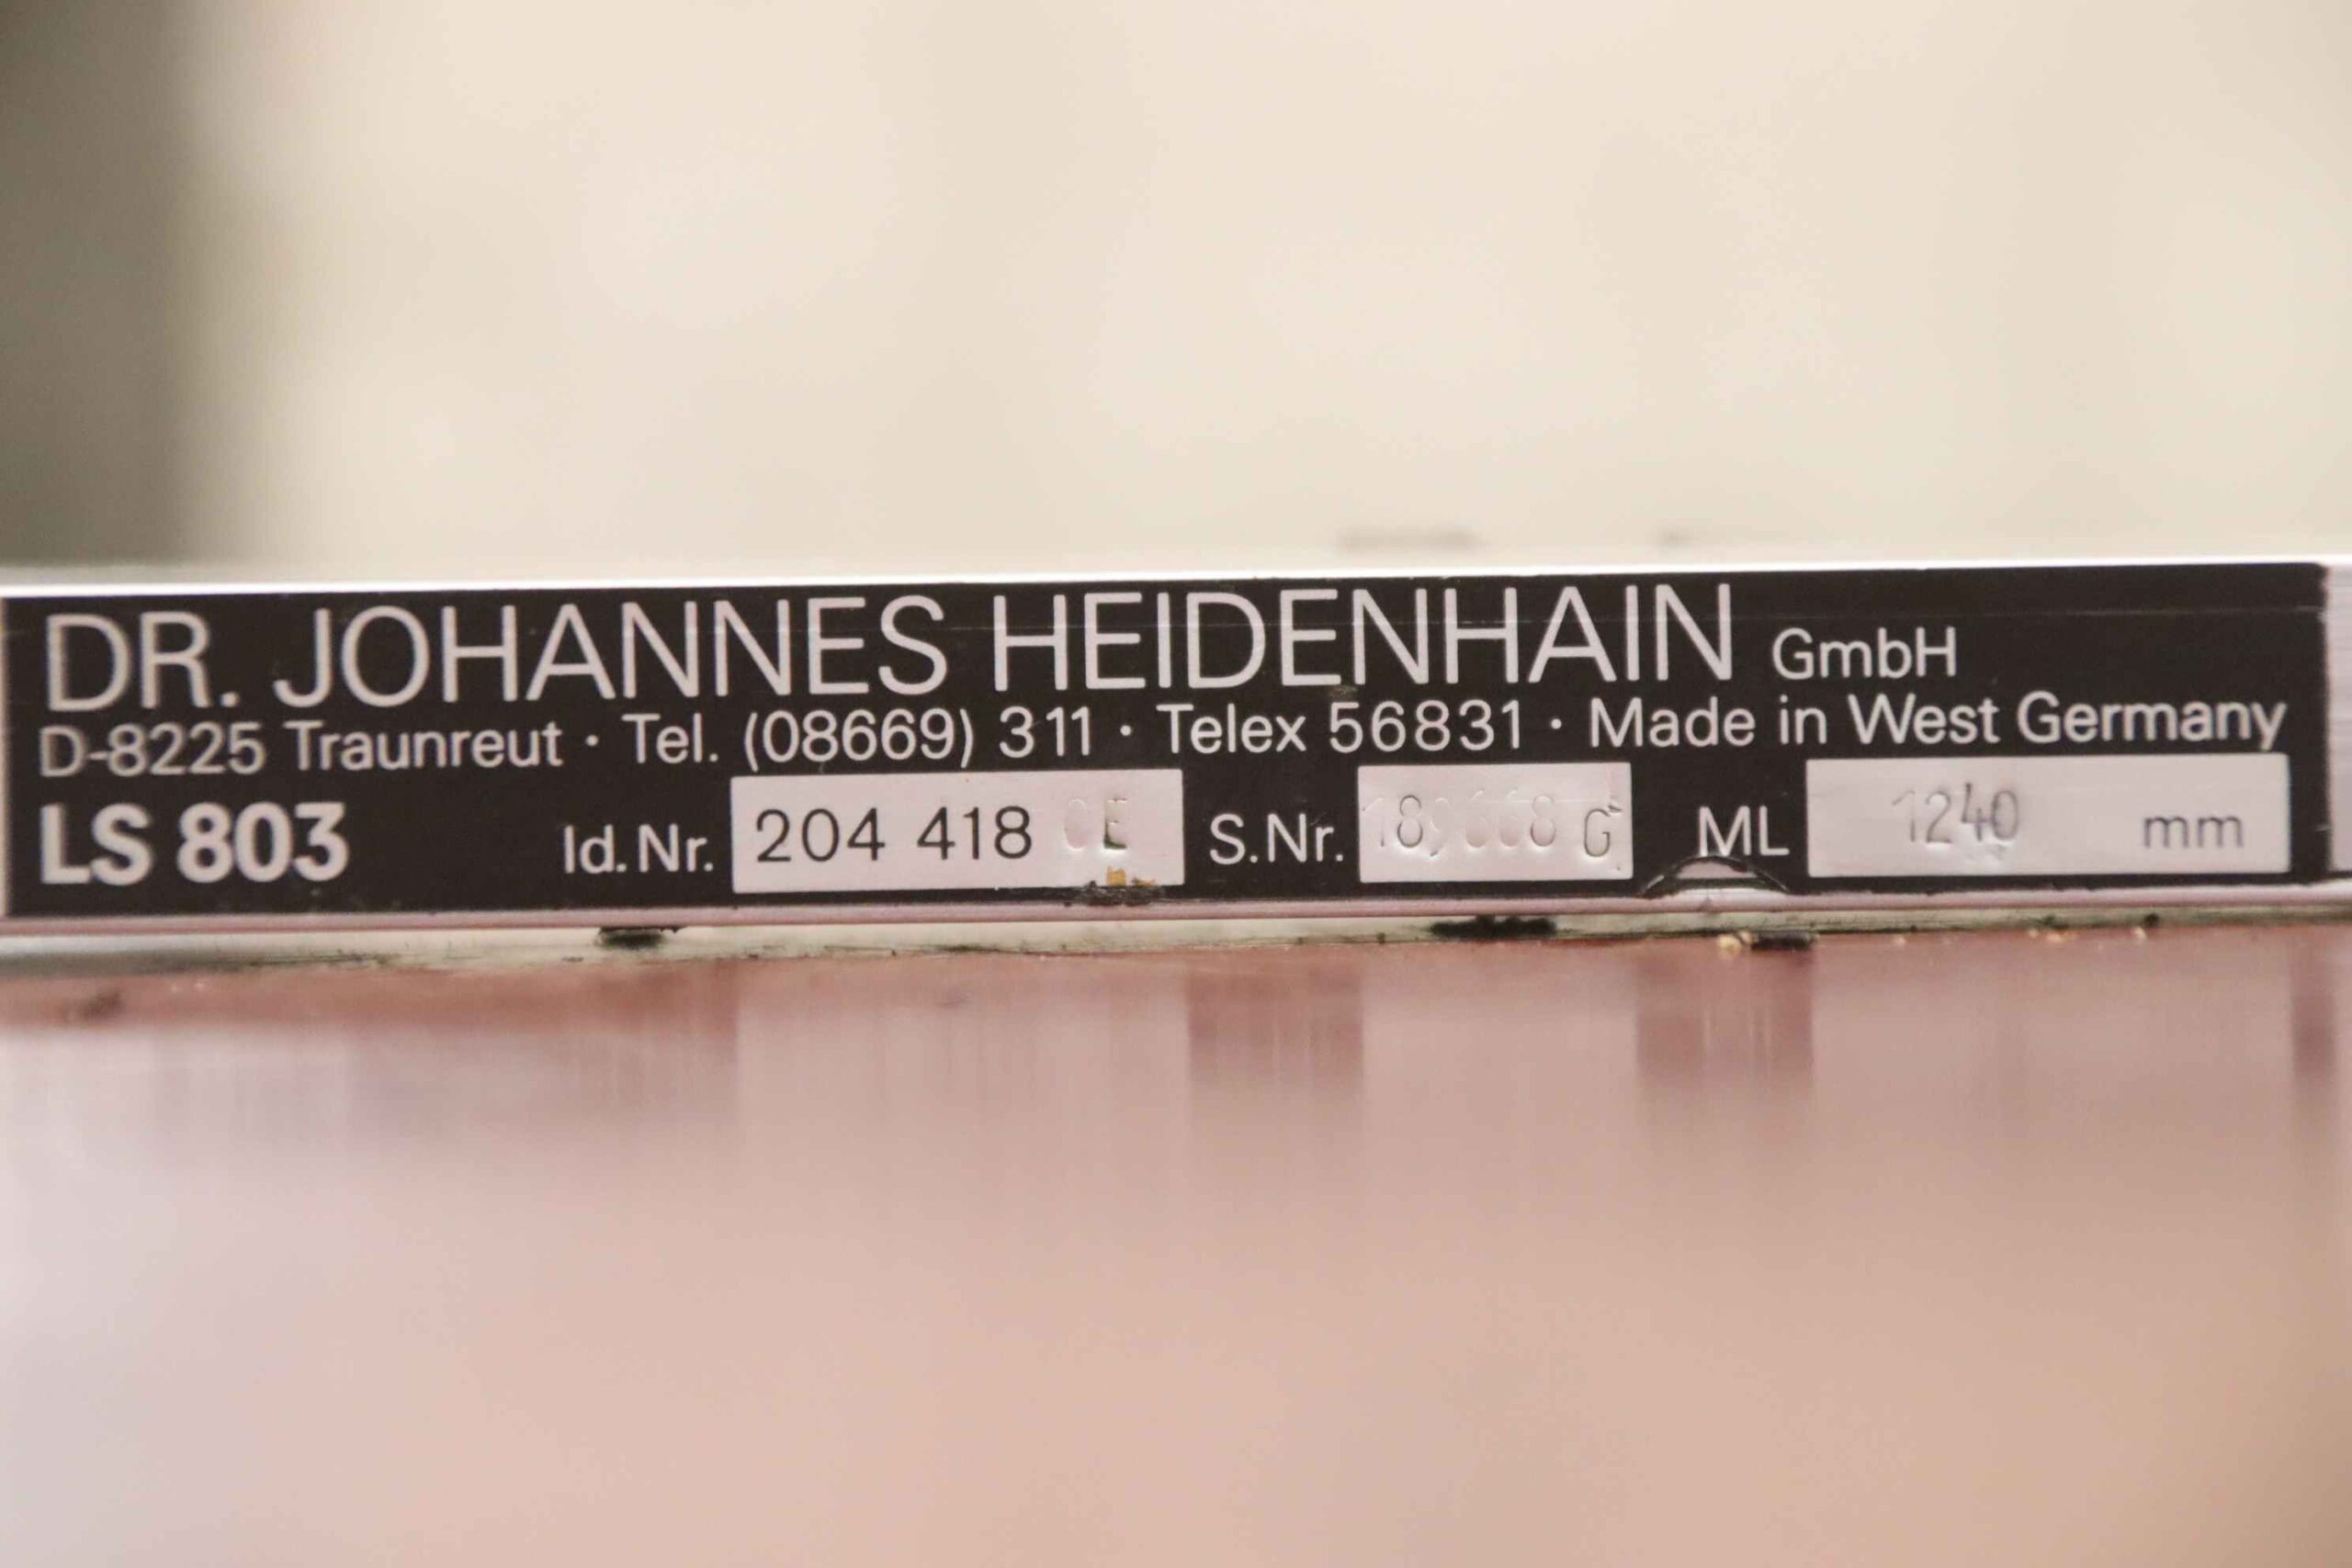 DR. JOHANNES HEIDENHAIN GmbH
D-8225 Traunreut · Tel. (08669) 311 · Telex 56831 · Made in West Germany
LS 803 Id.Nr. 204 418 S.Nr. ML 1240 mm